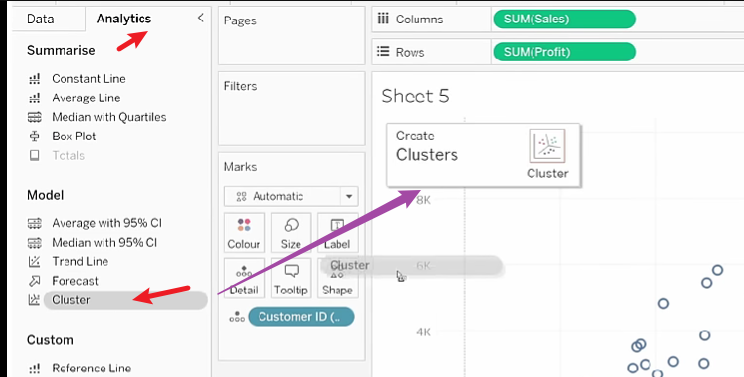 Data
Analytics
<
Summarise
Constant Line
Average Line
Median with Quartiles
Box Plot
Totals
Model
Average with 95% CI
Median with 95% CI
Trend Line
Forecast
Cluster
Custom
Reference Line
Pages
Filters
Marks
Automatic
Colour
Size
Label
Detail
Tooltip
Shape
Customer ID (..
Columns
SUM(Sales)
Rows
SUM(Profit)
Sheet 5
Create
Clusters
Cluster
8K
Cluster
6K
4K